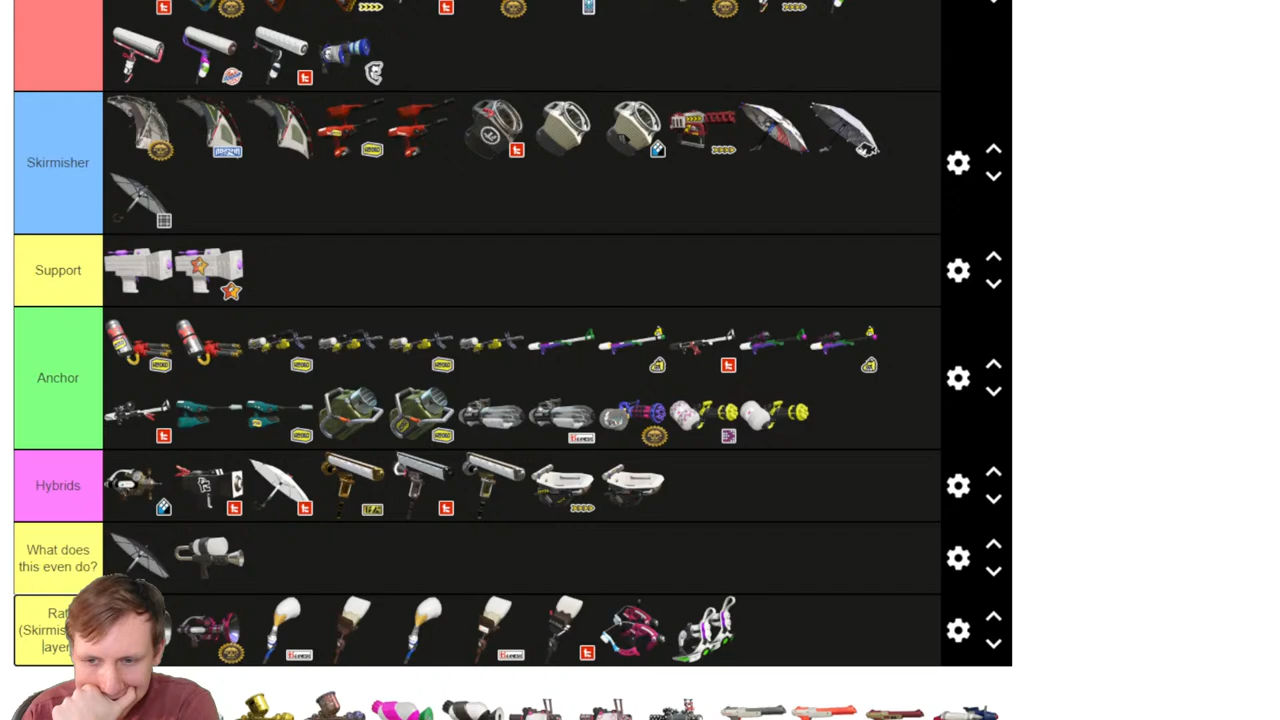 Skirmisher
Support
Anchor
Hybrids
What does
this even do?
Rat
(Skirmis
layer